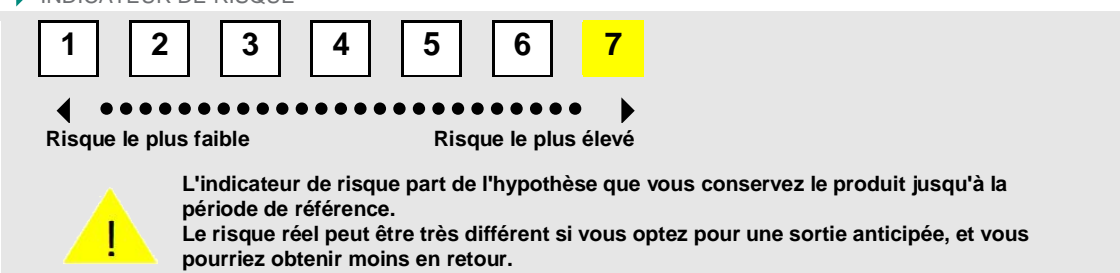 INDICATEUR DE RISQUE
1 2 3 4 5 6 7
Risque le plus faible Risque le plus élevé
L'indicateur de risque part de l'hypothèse que vous conservez le produit jusqu'à la
période de référence.
Le risque réel peut être très différent si vous optez pour une sortie anticipée, et vous
pourriez obtenir moins en retour.
!